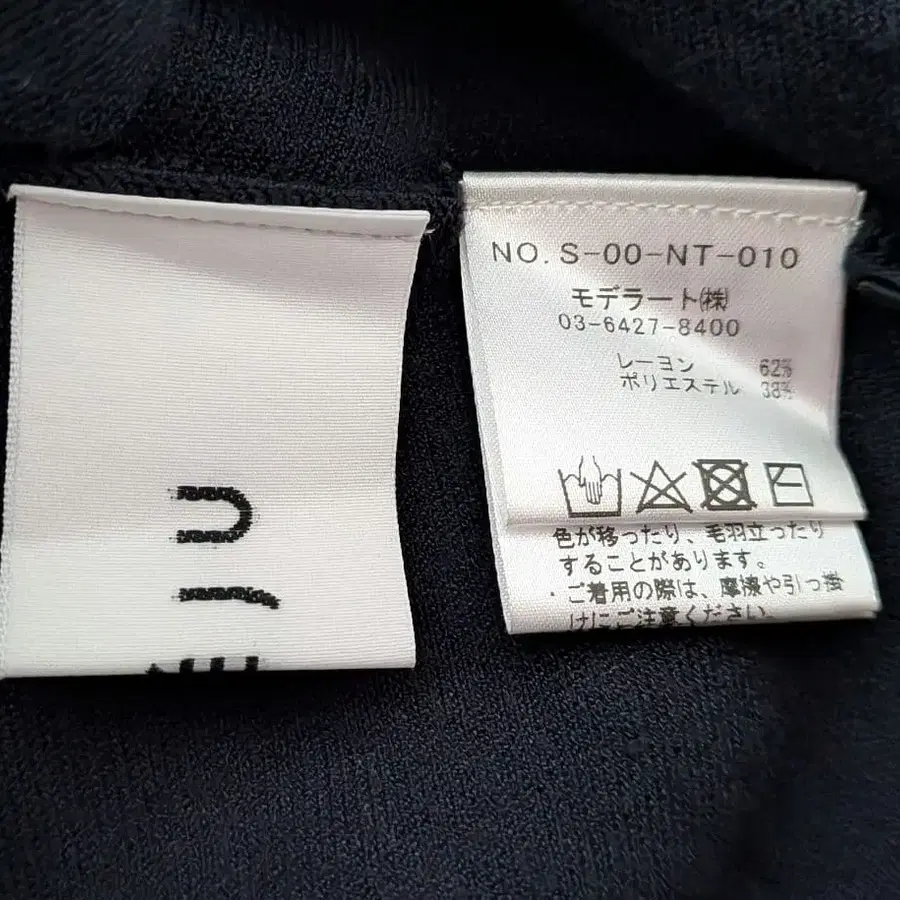 NO. S-00-NT-010
モデラート㈱
03-6427-8400
レーヨン 62%
ポリエステル 38%
色が移ったり、毛羽立ったり
することがあります。
・ご着用の際は、摩擦や引っ掛
けにご注意ください。